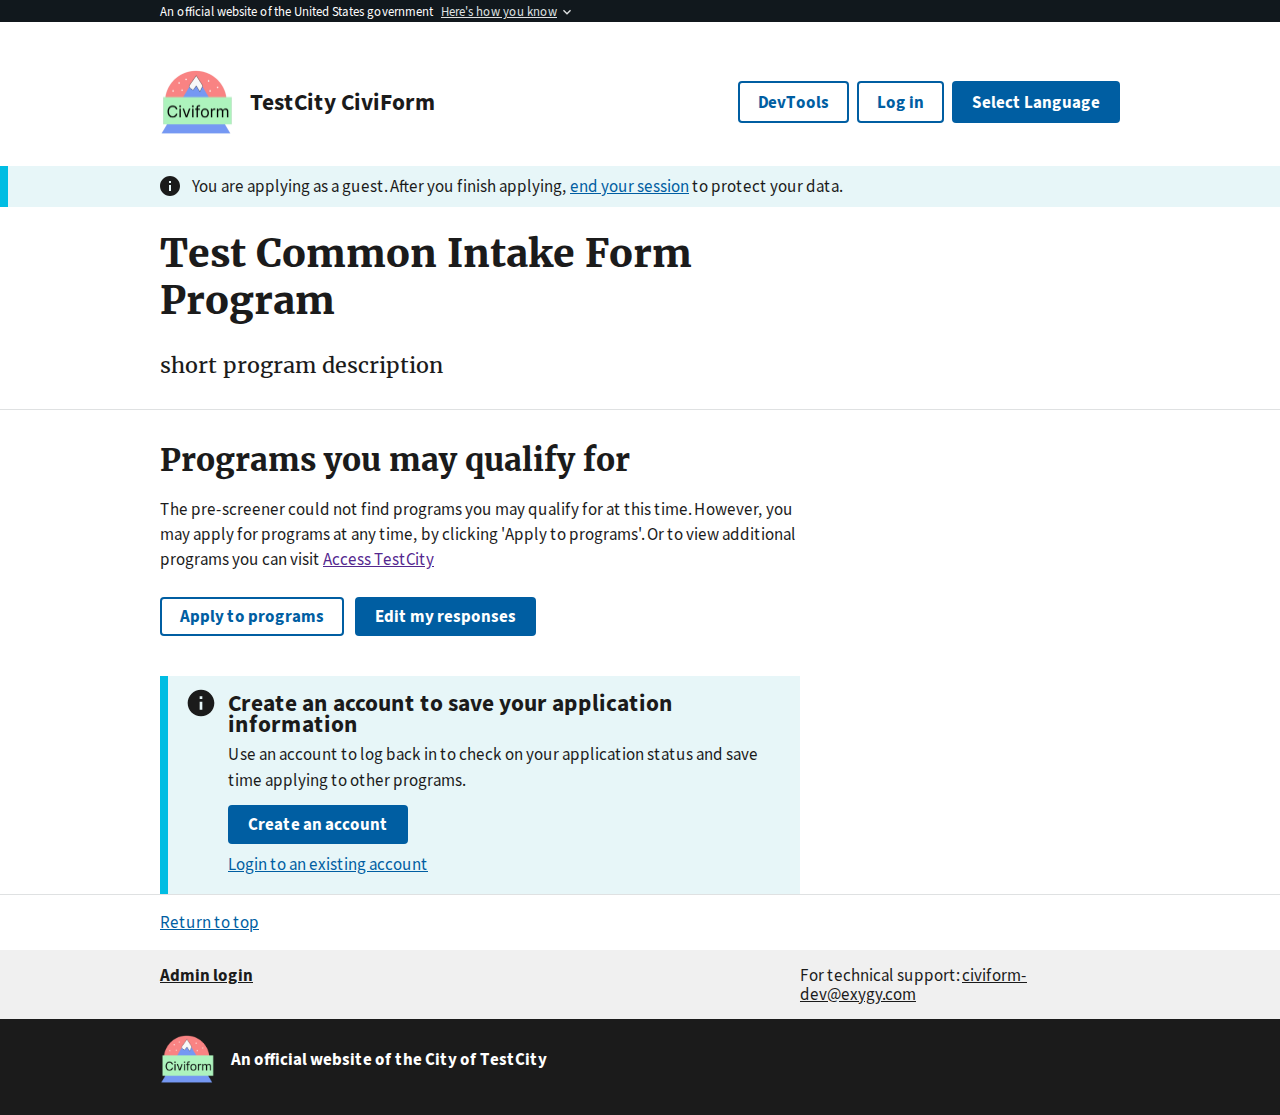 An official website of the United States government Here's how you know
Civiform
TestCity CiviForm
DevTools
Log in
Select Language
You are applying as a guest. After you finish applying, end your session to protect your data.
Test Common Intake Form
Program
short program description
Programs you may qualify for
The pre-screener could not find programs you may qualify for at this time. However, you
may apply for programs at any time, by clicking 'Apply to programs'. Or to view additional
programs you can visit Access TestCity
Apply to programs
Edit my responses
Create an account to save your application
information
Use an account to log back in to check on your application status and save
time applying to other programs.
Create an account
Login to an existing account
Return to top
Admin login
For technical support: civiform-
dev@exygy.com
Civiform
An official website of the City of TestCity